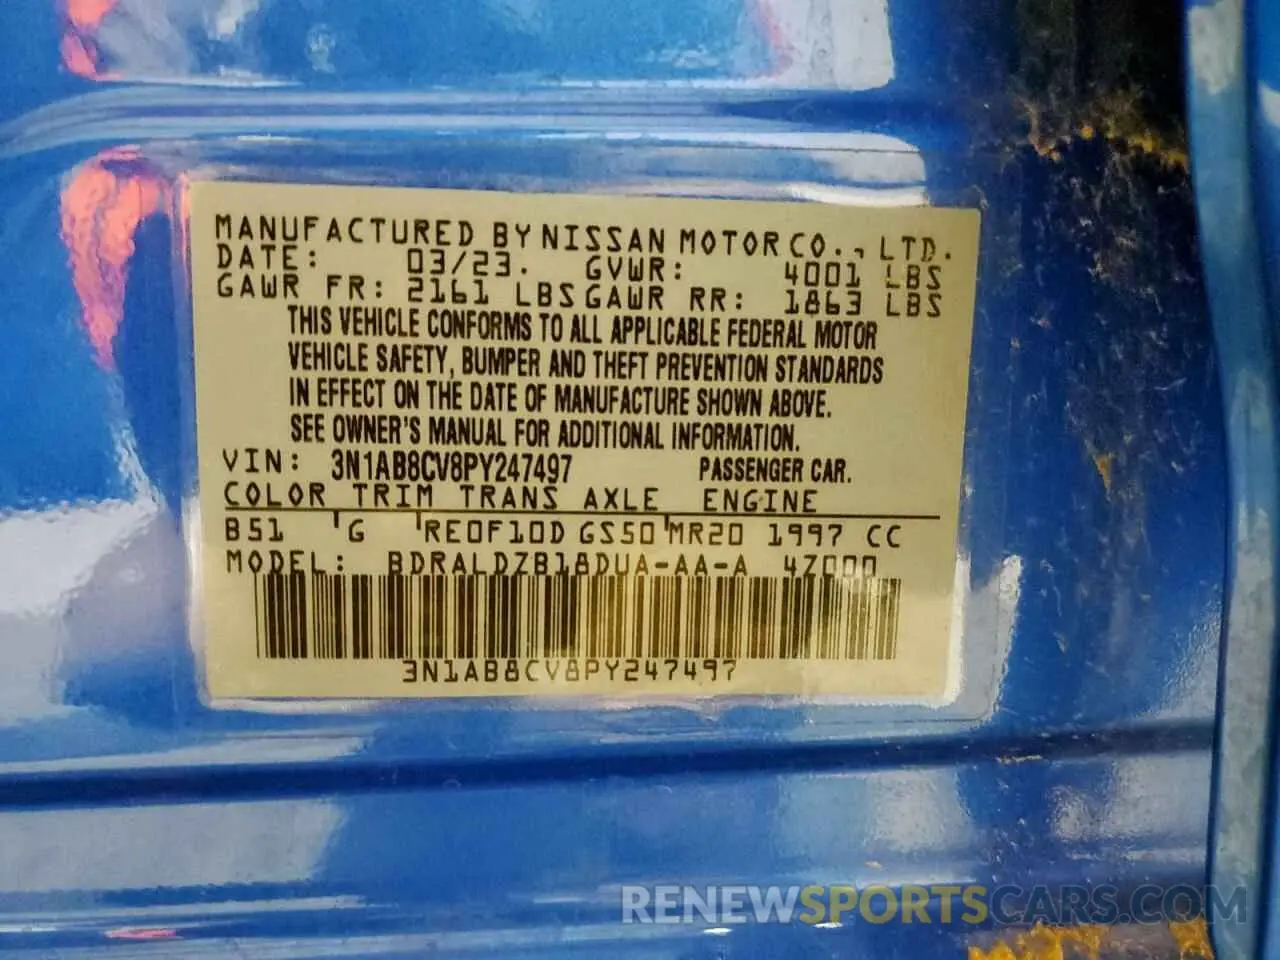 MANUFACTURED BY NISSAN MOTOR CO., LTD.
DATE: 03/23. GVWR: 4001 LBS
GAWR FR: 2161 LBS GAWR RR: 1863 LBS
THIS VEHICLE CONFORMS TO ALL APPLICABLE FEDERAL MOTOR
VEHICLE SAFETY, BUMPER AND THEFT PREVENTION STANDARDS
IN EFFECT ON THE DATE OF MANUFACTURE SHOWN ABOVE.
SEE OWNER'S MANUAL FOR ADDITIONAL INFORMATION.
VIN: 3N1AB8CV8PY247497 PASSENGER CAR.
COLOR TRIM TRANS AXLE ENGINE
B51 G RE0F10D GS50 MR20 1997 CC
MODEL: BDRALDZB18DUA-AA-A 4Z000
3N1AB8CV8PY247497
RENEWSPORTSCARS.COM